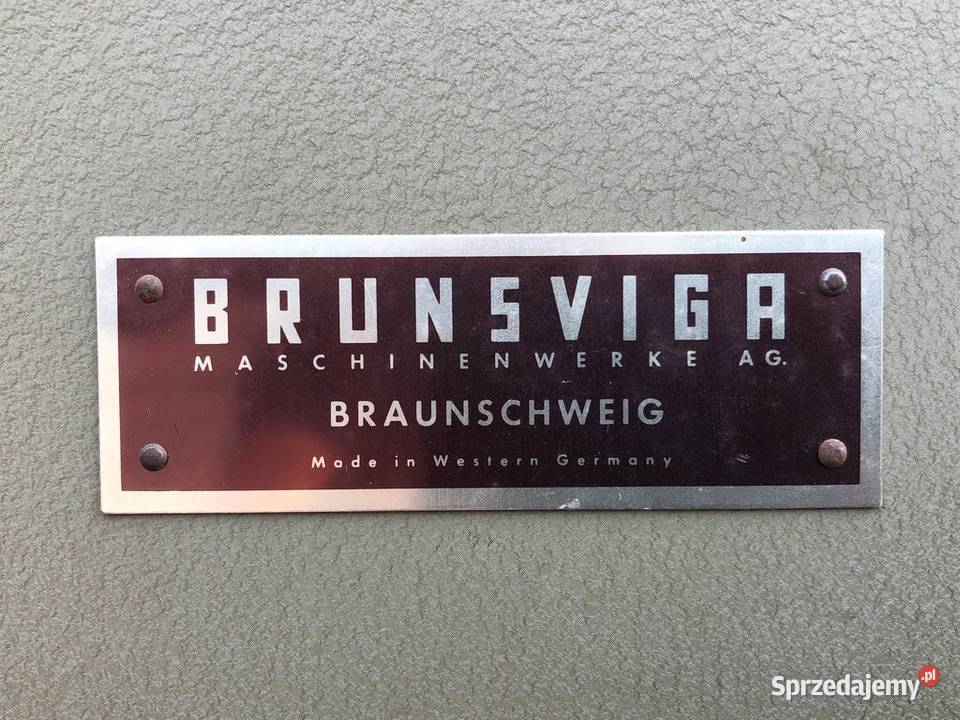 BRUNSVIGA
MASCHINENWERKE AG.
BRAUNSCHWEIG
Made in Western Germany
Sprzedajemy.pl